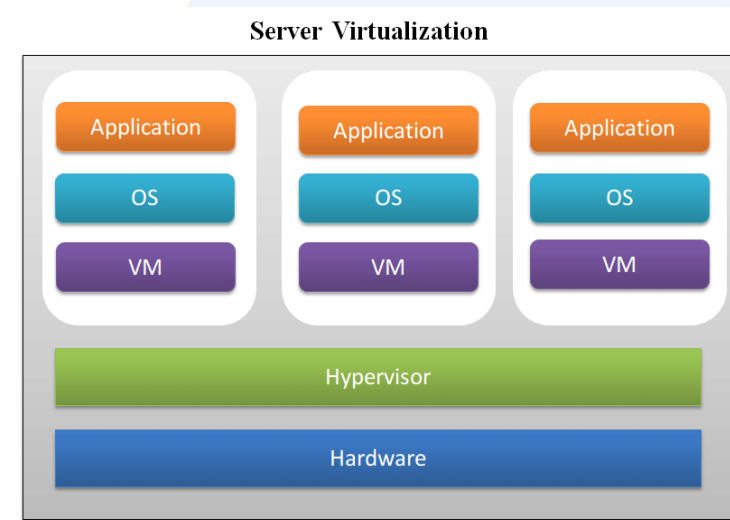 Server Virtualization
Application
Application
Application
OS
OS
OS
VM
VM
VM
Hypervisor
Hardware